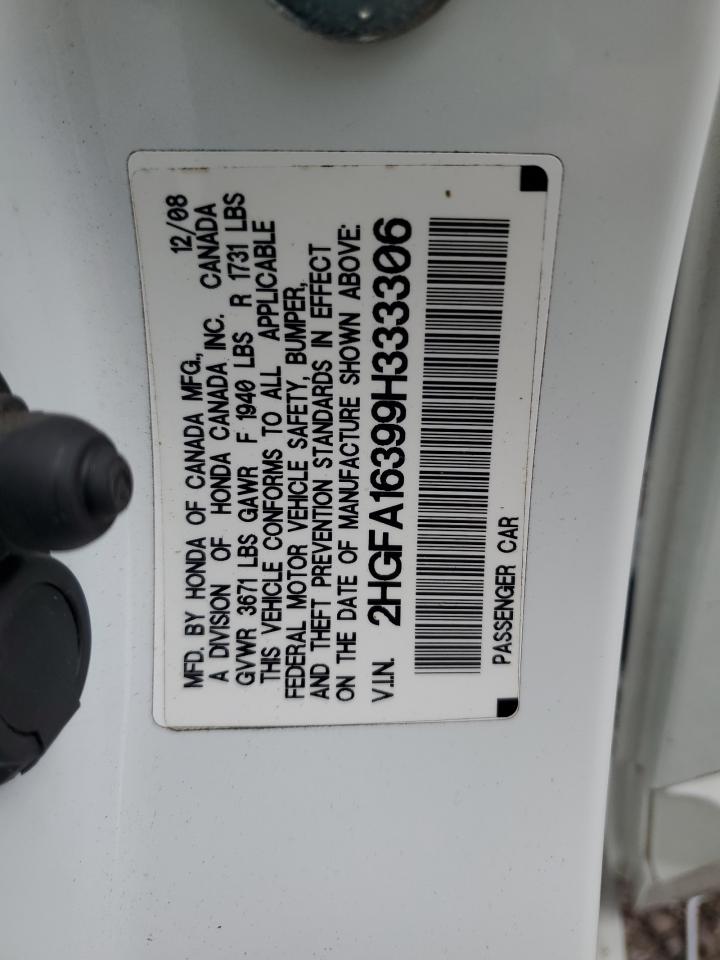 MFD. BY HONDA OF CANADA MFG., 12/08
A DIVISION OF HONDA CANADA INC. CANADA
GVWR 3671 LBS GAWR F 1940 LBS R 1731 LBS
THIS VEHICLE CONFORMS TO ALL APPLICABLE
FEDERAL MOTOR VEHICLE SAFETY, BUMPER,
AND THEFT PREVENTION STANDARDS IN EFFECT
ON THE DATE OF MANUFACTURE SHOWN ABOVE:
V.I.N. 2HGFA16399H333306
PASSENGER CAR